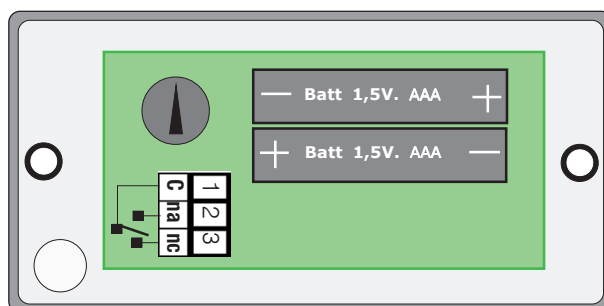 — Batt 1,5V. AAA +
+ Batt 1,5V. AAA —
C 1
na 2
nc 3